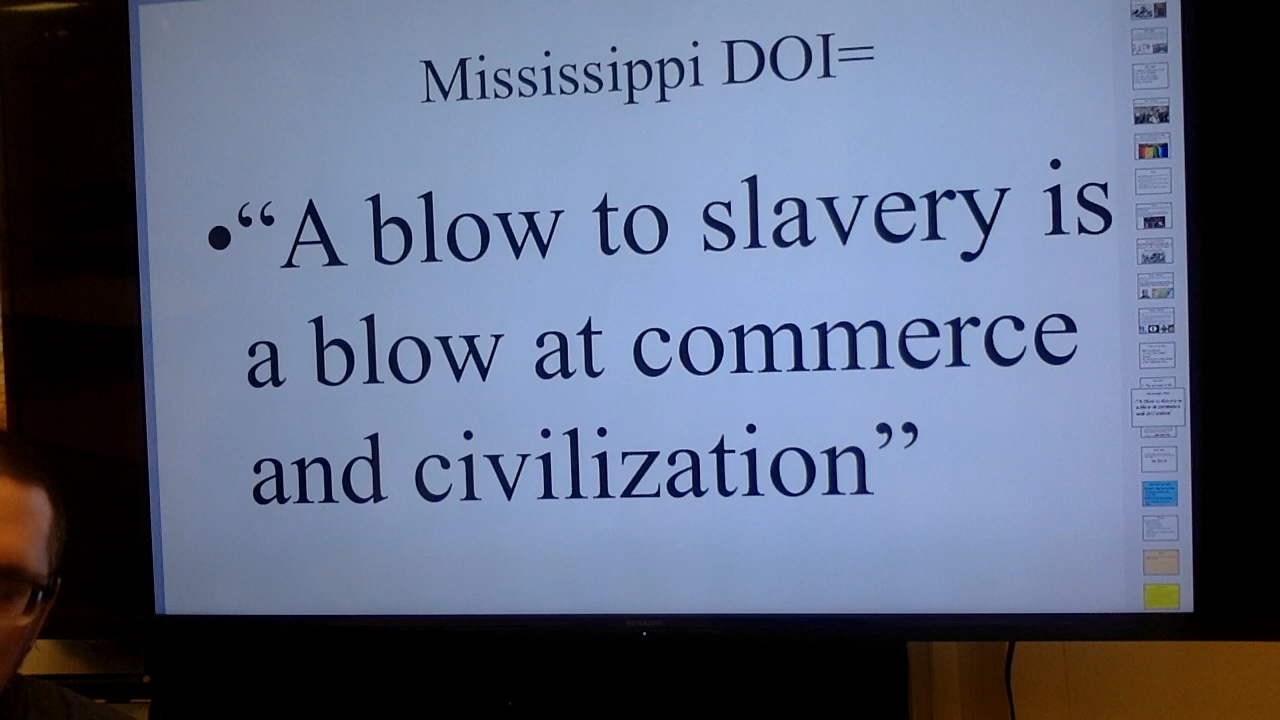 Mississippi DOI=
•“A blow to slavery is
a blow at commerce
and civilization”